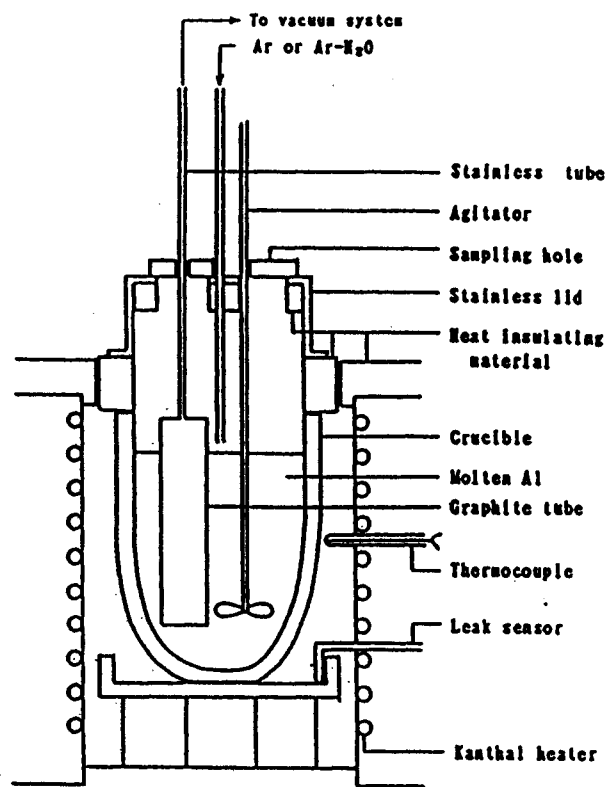 To vacuum system
Ar or Ar-H₂O
Stainless tube
Agitator
Sampling hole
Stainless lid
Heat insulating
material
Crucible
Molten Al
Graphite tube
Thermocouple
Leak sensor
Kanthal heater